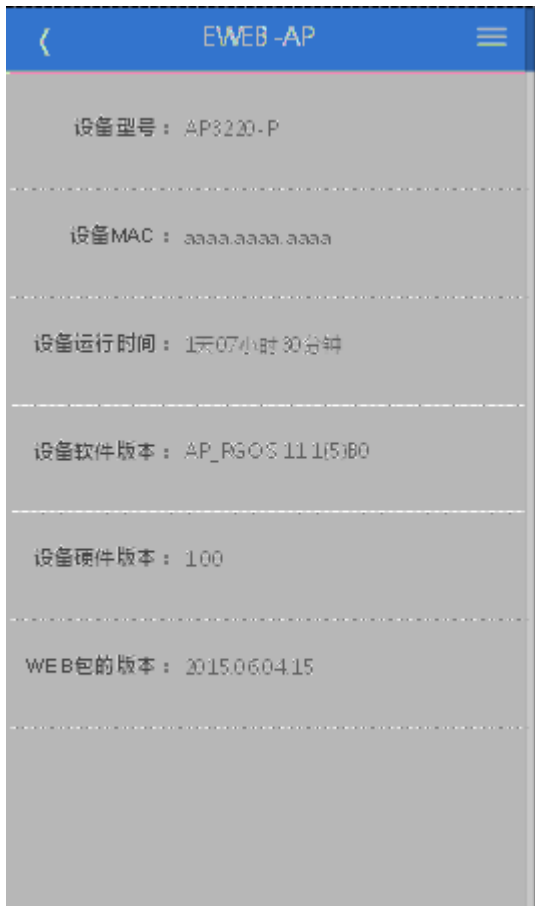 EWEB-AP
设备型号： AP3220-P
设备MAC： aaaa.aaaa.aaaa
设备运行时间： 1天07小时30分钟
设备软件版本： AP_RGOS 11.1(5)B0
设备硬件版本： 1.00
WEB包的版本： 2015.06.04.15